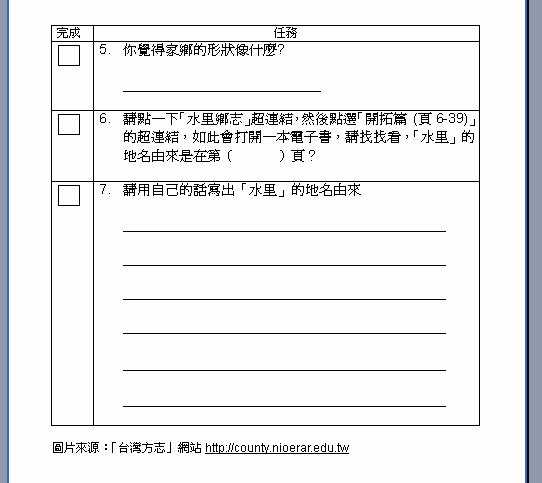 完成 任務
5. 你覺得家鄉的形狀像什麼?
6. 請點一下「水里鄉志」超連結，然後點選「開拓篇 (頁 6-39)」
的超連結，如此會打開一本電子書，請找找看，「水里」的
地名由來是在第（　　　）頁？
7. 請用自己的話寫出「水里」的地名由來
圖片來源：「台灣方志」網站 http://county.nioerar.edu.tw